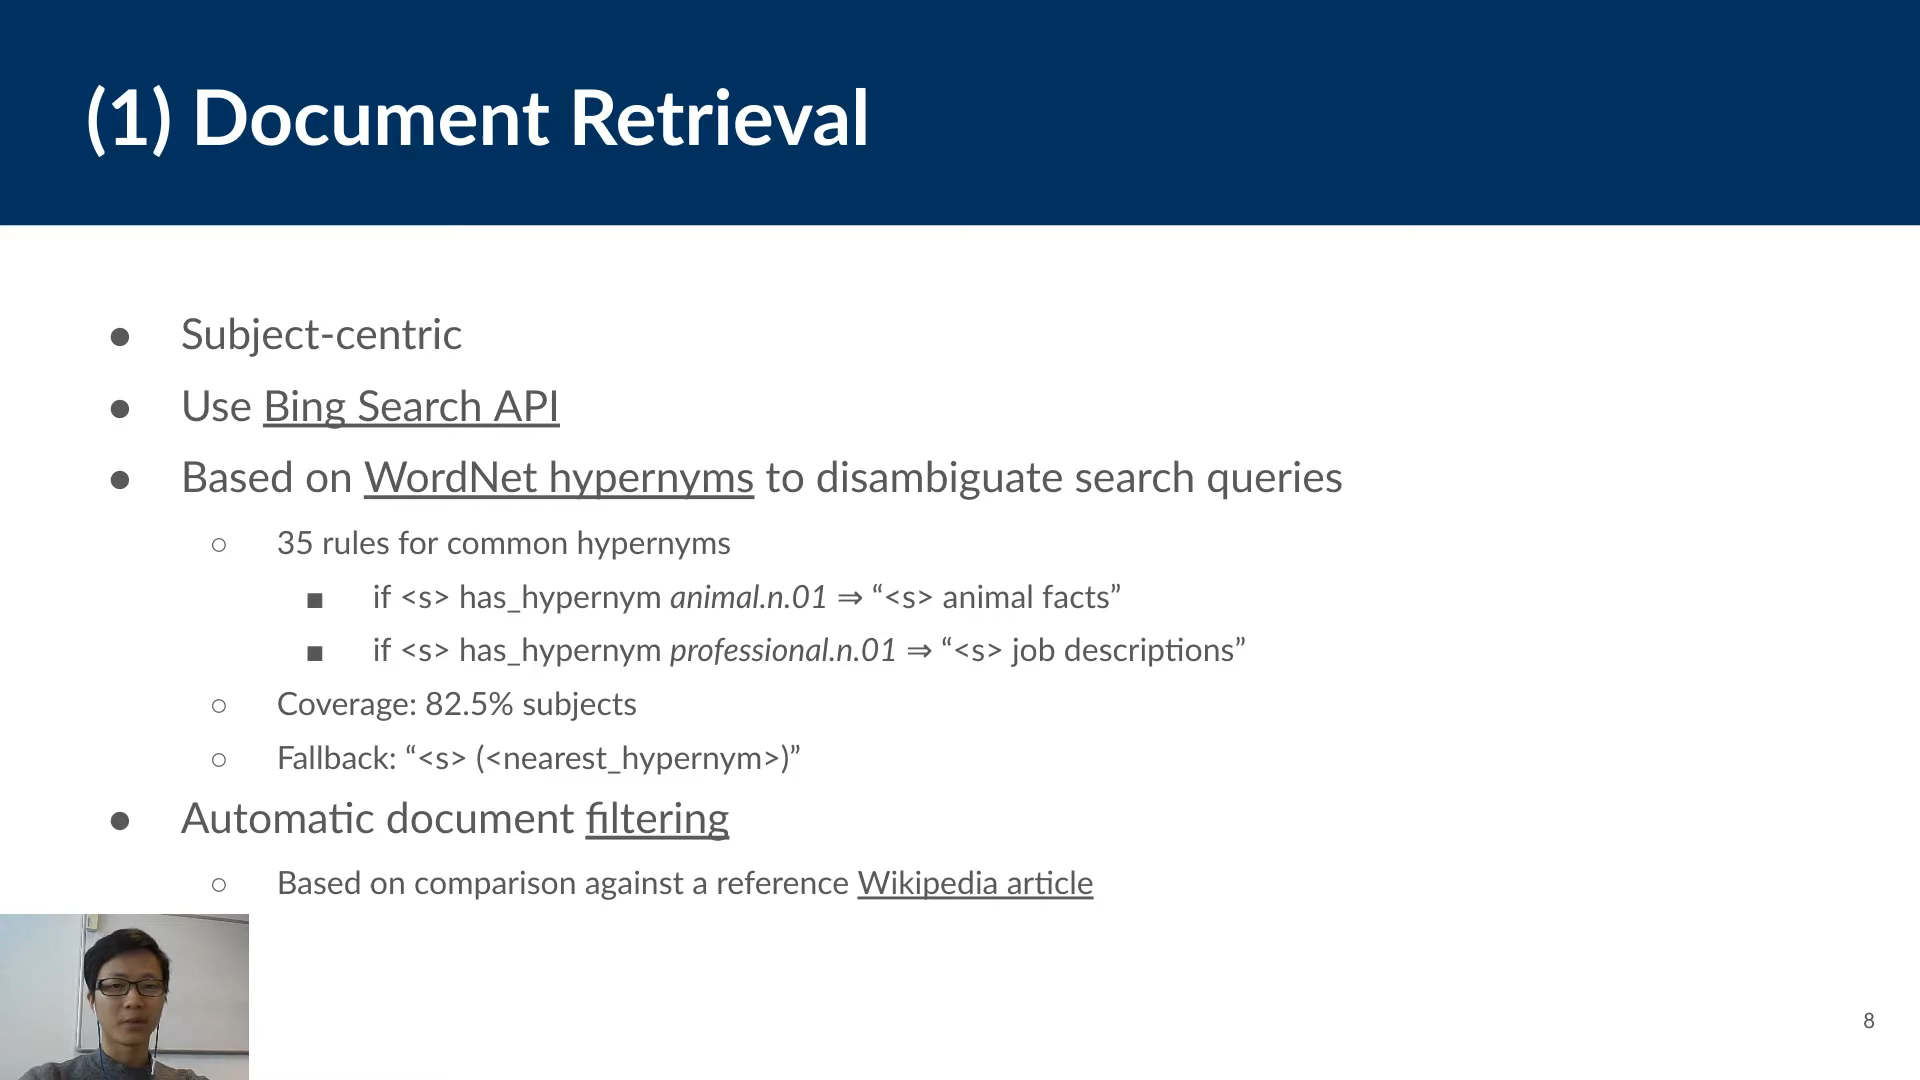 (1) Document Retrieval
● Subject-centric
● Use Bing Search API
● Based on WordNet hypernyms to disambiguate search queries
○ 35 rules for common hypernyms
■ if <s> has_hypernym animal.n.01 ⇒ “<s> animal facts”
■ if <s> has_hypernym professional.n.01 ⇒ “<s> job descriptions”
○ Coverage: 82.5% subjects
○ Fallback: “<s> (<nearest_hypernym>)”
● Automatic document filtering
○ Based on comparison against a reference Wikipedia article
8